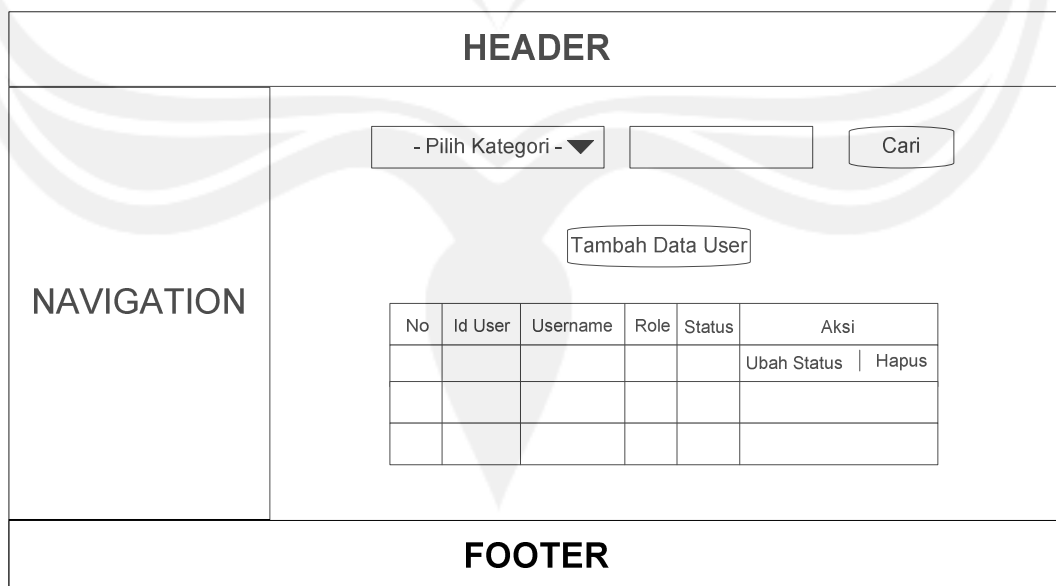 HEADER
- Pilih Kategori -
Cari
Tambah Data User
NAVIGATION
No Id User Username Role Status Aksi
Ubah Status | Hapus
FOOTER